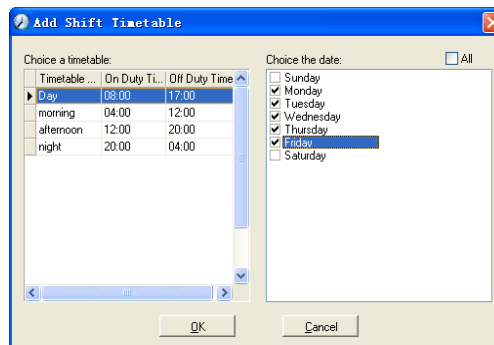 Add Shift Timetable
Choice a timetable:
Timetable ... On Duty Ti... Off Duty Time
Day 08:00 17:00
morning 04:00 12:00
afternoon 12:00 20:00
night 20:00 04:00
Choice the date: All
Sunday
Monday
Tuesday
Wednesday
Thursday
Friday
Saturday
OK Cancel